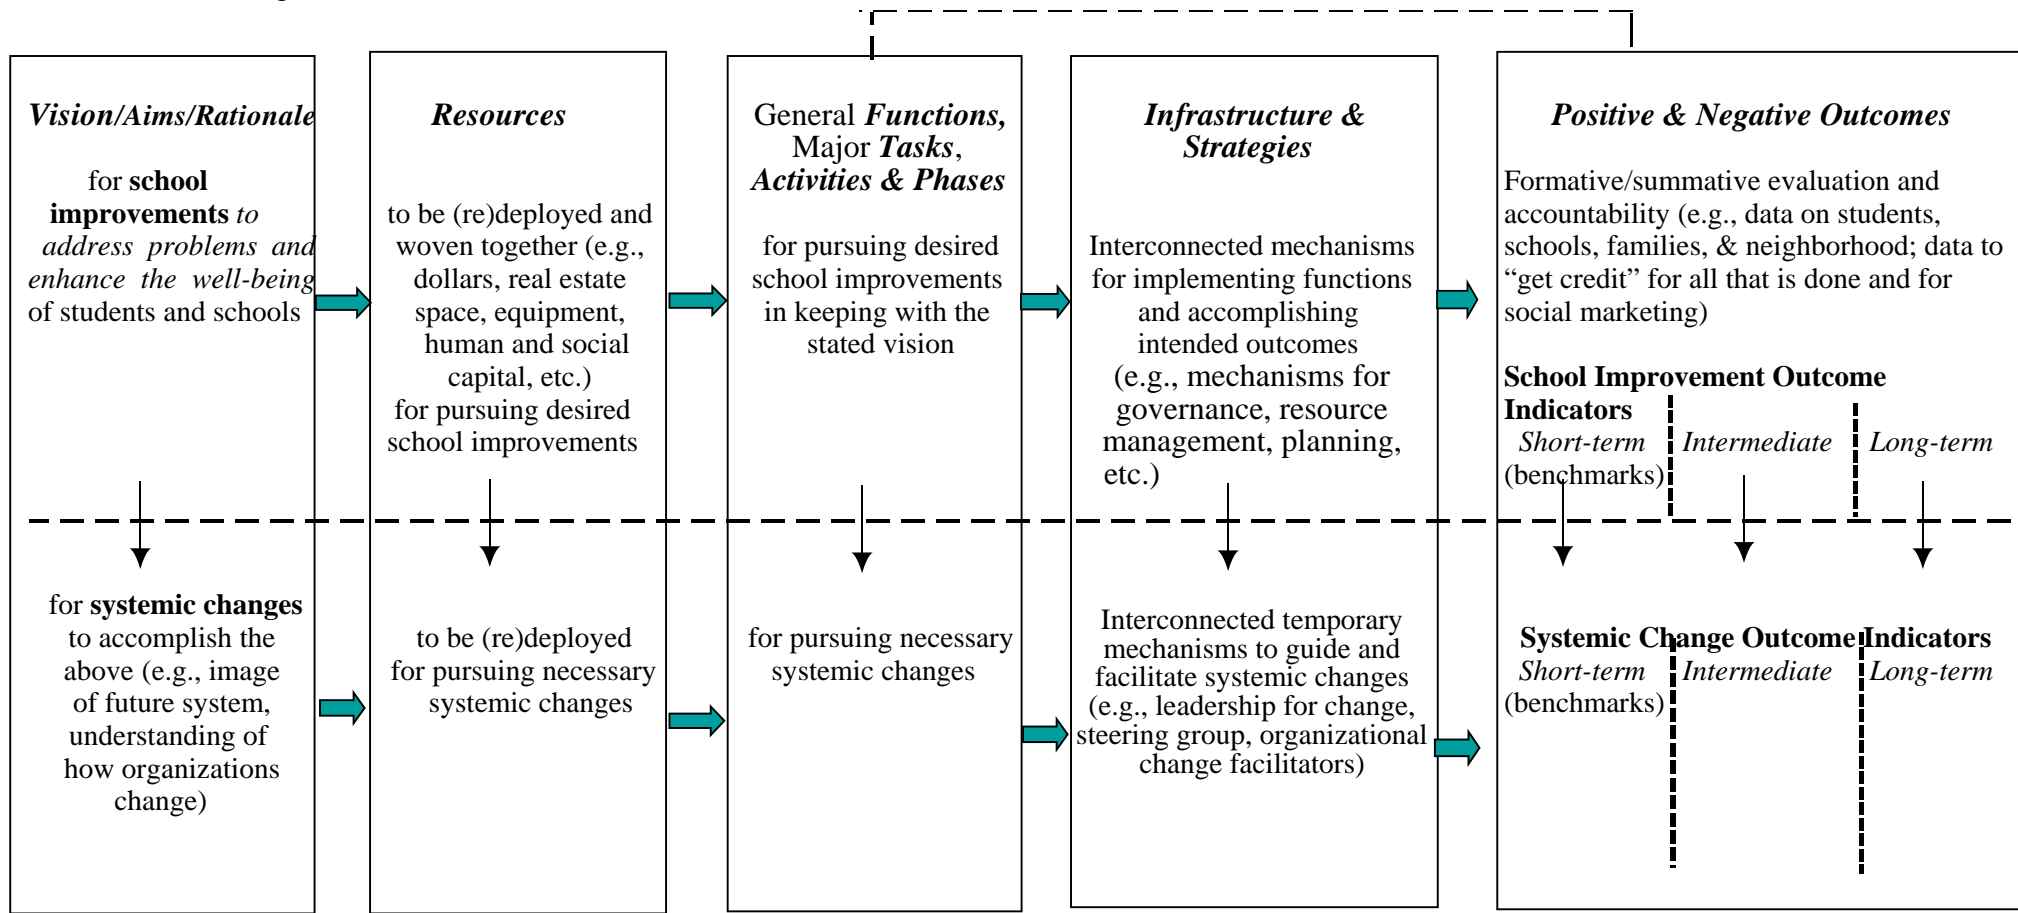 Vision/Aims/Rationale
for school
improvements to
address problems and
enhance the well-being
of students and schools
for systemic changes
to accomplish the
above (e.g., image
of future system,
understanding of
how organizations
change)
Resources
to be (re)deployed and
woven together (e.g.,
dollars, real estate
space, equipment,
human and social
capital, etc.)
for pursuing desired
school improvements
to be (re)deployed
for pursuing necessary
systemic changes
General Functions,
Major Tasks,
Activities & Phases
for pursuing desired
school improvements
in keeping with the
stated vision
for pursuing necessary
systemic changes
Infrastructure &
Strategies
Interconnected mechanisms
for implementing functions
and accomplishing
intended outcomes
(e.g., mechanisms for
governance, resource
management, planning,
etc.)
Interconnected temporary
mechanisms to guide and
facilitate systemic changes
(e.g., leadership for change,
steering group, organizational
change facilitators)
Positive & Negative Outcomes
Formative/summative evaluation and
accountability (e.g., data on students,
schools, families, & neighborhood; data to
“get credit” for all that is done and for
social marketing)
School Improvement Outcome
Indicators
Short-term Intermediate Long-term
(benchmarks)
Systemic Change Outcome Indicators
Short-term Intermediate Long-term
(benchmarks)